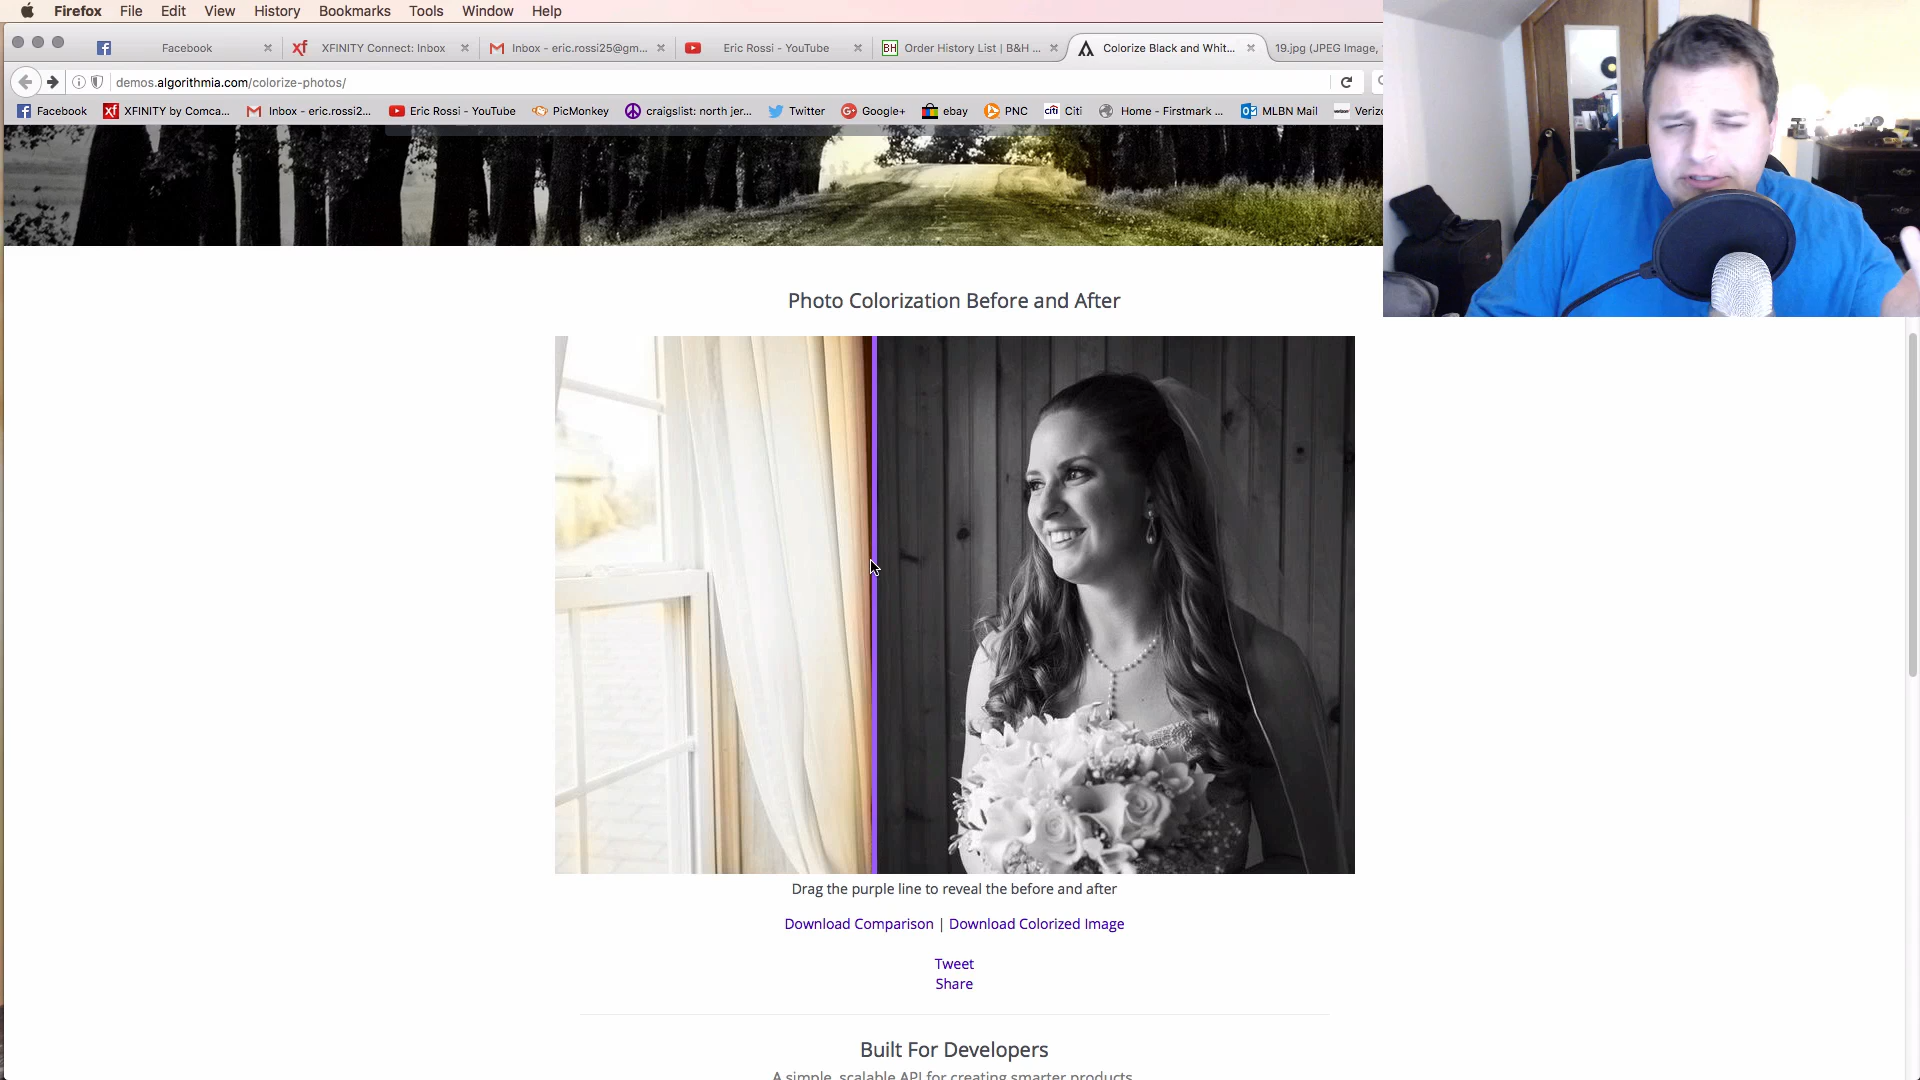 Firefox File Edit View History Bookmarks Tools Window Help
Facebook XFINITY Connect: Inbox Inbox - eric.rossi25@gm... Eric Rossi - YouTube BH Order History List | B&H ... Colorize Black and Whit... 19.jpg (JPEG Image,
demos.algorithmia.com/colorize-photos/
Facebook XFINITY by Comca... Inbox - eric.rossi2... Eric Rossi - YouTube PicMonkey craigslist: north jer... Twitter Google+ ebay PNC citi Citi Home - Firstmark ... MLBN Mail Verizo
Photo Colorization Before and After
Drag the purple line to reveal the before and after
Download Comparison | Download Colorized Image
Tweet
Share
Built For Developers
A simple, scalable API for creating smarter products